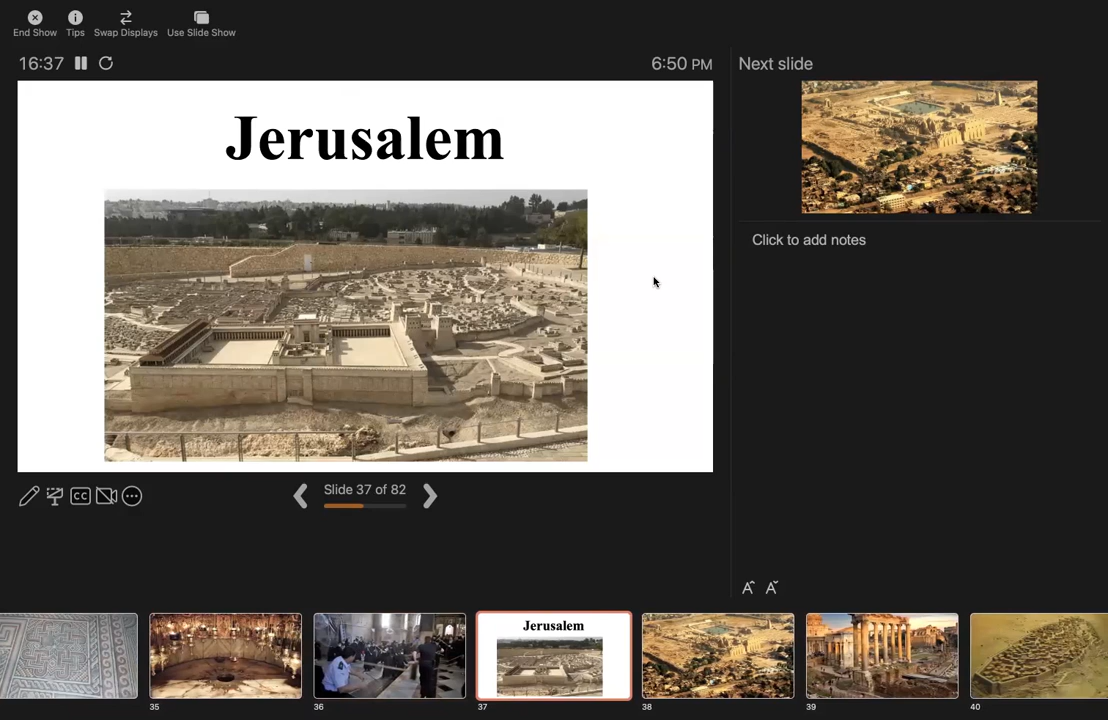 End Show
Tips
Swap Displays
Use Slide Show
16:37
6:50 PM
Next slide
Jerusalem
Click to add notes
CC
Slide 37 of 82
A A
Jerusalem
35
36
37
38
39
40